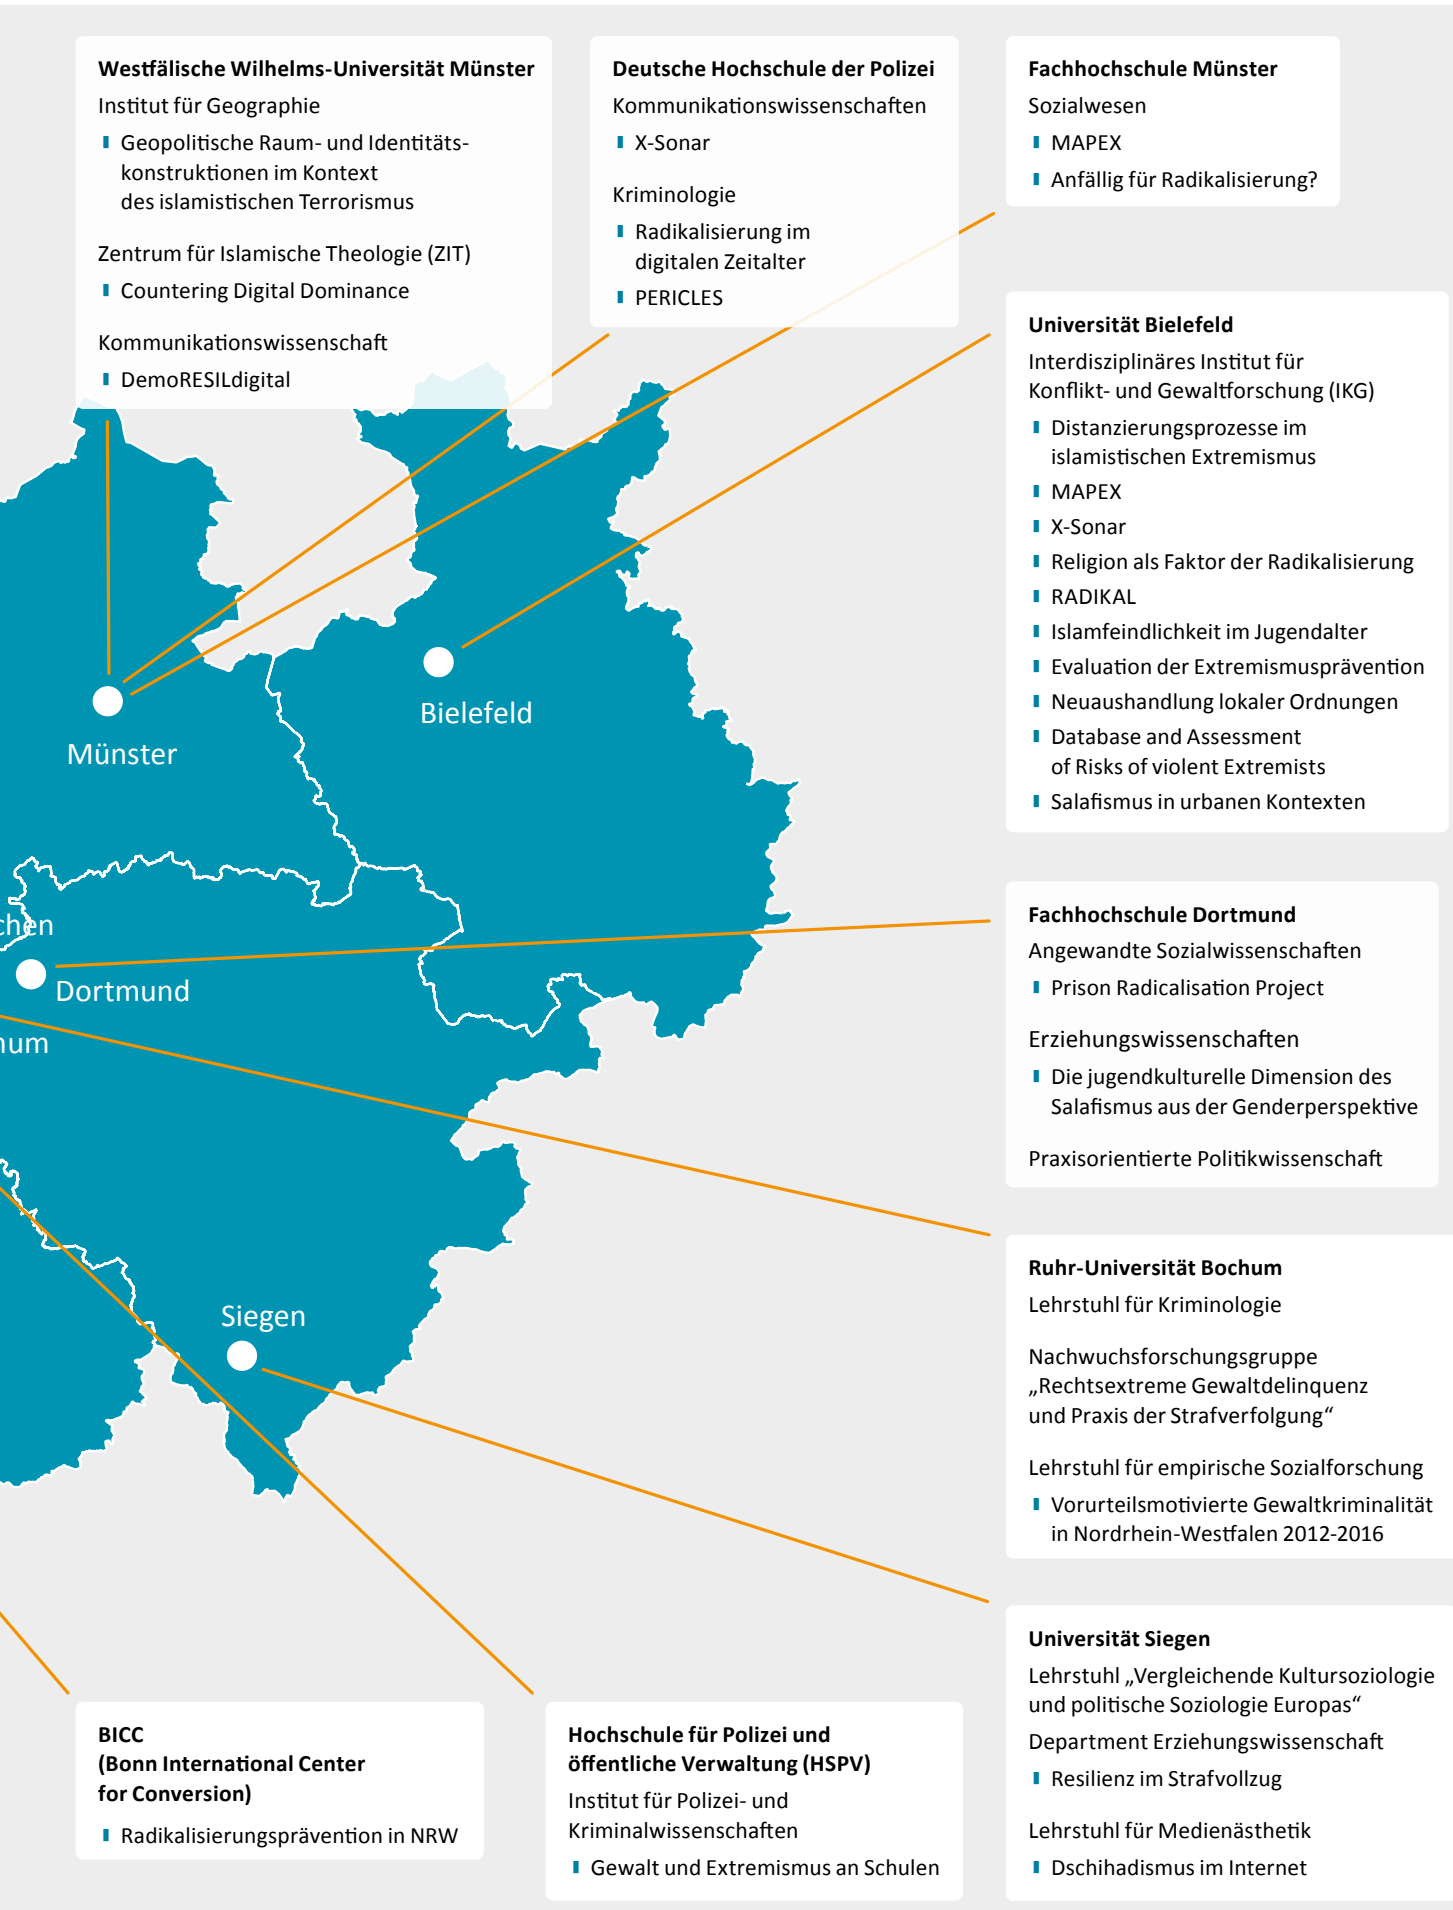 Westfälische Wilhelms-Universität Münster
Institut für Geographie
Geopolitische Raum- und Identitäts-
konstruktionen im Kontext
des islamistischen Terrorismus
Zentrum für Islamische Theologie (ZIT)
Countering Digital Dominance
Kommunikationswissenschaft
DemoRESILdigital
Deutsche Hochschule der Polizei
Kommunikationswissenschaften
X-Sonar
Kriminologie
Radikalisierung im
digitalen Zeitalter
PERICLES
Fachhochschule Münster
Sozialwesen
MAPEX
Anfällig für Radikalisierung?
Universität Bielefeld
Interdisziplinäres Institut für
Konflikt- und Gewaltforschung (IKG)
Distanzierungsprozesse im
islamistischen Extremismus
MAPEX
X-Sonar
Religion als Faktor der Radikalisierung
RADIKAL
Islamfeindlichkeit im Jugendalter
Evaluation der Extremismusprävention
Neuaushandlung lokaler Ordnungen
Database and Assessment
of Risks of violent Extremists
Salafismus in urbanen Kontexten
Bielefeld
Münster
chen
Dortmund
hum
Siegen
Fachhochschule Dortmund
Angewandte Sozialwissenschaften
Prison Radicalisation Project
Erziehungswissenschaften
Die jugendkulturelle Dimension des
Salafismus aus der Genderperspektive
Praxisorientierte Politikwissenschaft
Ruhr-Universität Bochum
Lehrstuhl für Kriminologie
Nachwuchsforschungsgruppe
„Rechtsextreme Gewaltdelinquenz
und Praxis der Strafverfolgung“
Lehrstuhl für empirische Sozialforschung
Vorurteilsmotivierte Gewaltkriminalität
in Nordrhein-Westfalen 2012-2016
Universität Siegen
Lehrstuhl „Vergleichende Kultursoziologie
und politische Soziologie Europas“
Department Erziehungswissenschaft
Resilienz im Strafvollzug
Lehrstuhl für Medienästhetik
Dschihadismus im Internet
BICC
(Bonn International Center
for Conversion)
Radikalisierungsprävention in NRW
Hochschule für Polizei und
öffentliche Verwaltung (HSPV)
Institut für Polizei- und
Kriminalwissenschaften
Gewalt und Extremismus an Schulen